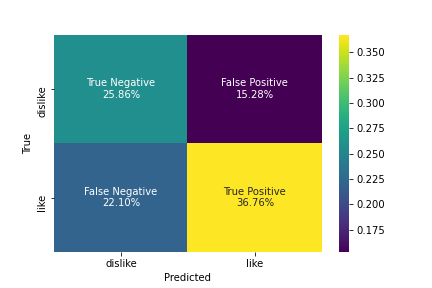 True Negative
25.86%
False Positive
15.28%
False Negative
22.10%
True Positive
36.76%
True
dislike
like
dislike
like
Predicted
0.350
0.325
0.300
0.275
0.250
0.225
0.200
0.175